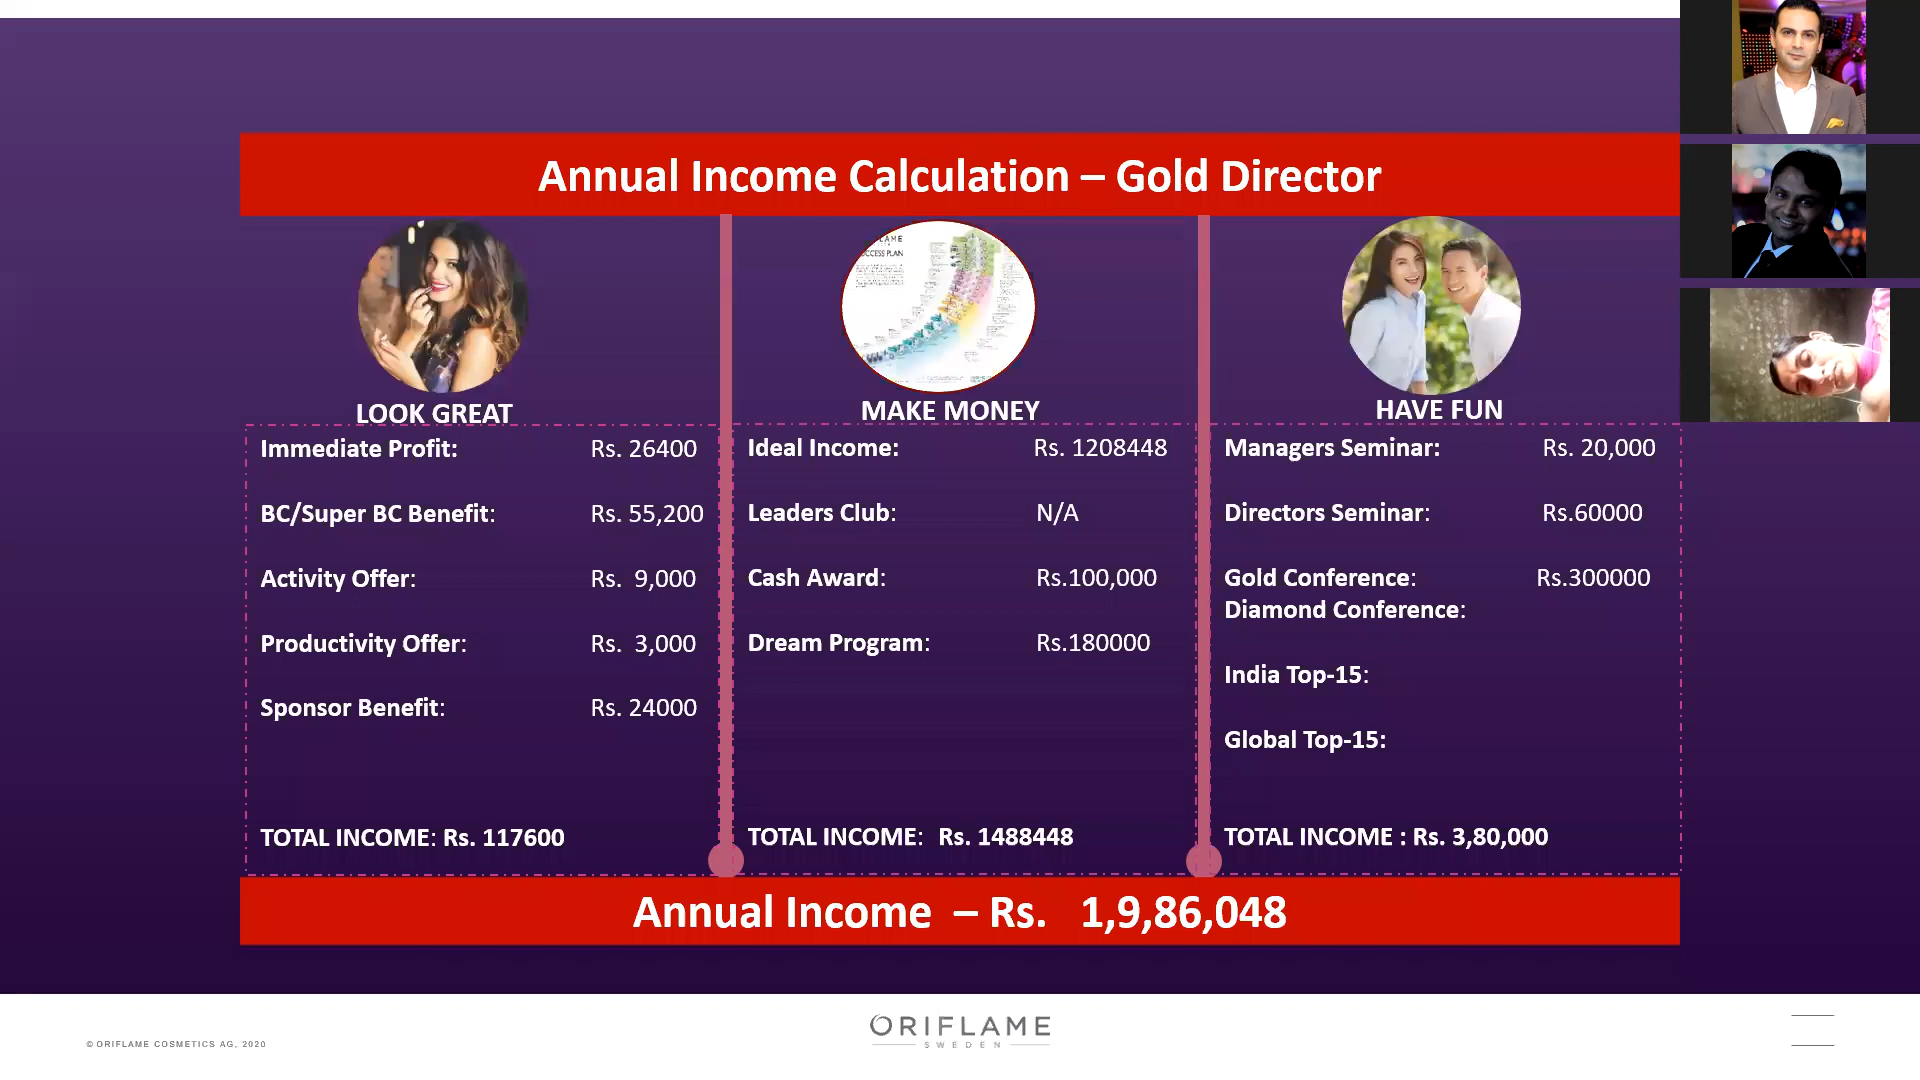 Annual Income Calculation – Gold Director
LAME
CCESS PLAN
LOOK GREAT
Immediate Profit: Rs. 26400
BC/Super BC Benefit: Rs. 55,200
Activity Offer: Rs. 9,000
Productivity Offer: Rs. 3,000
Sponsor Benefit: Rs. 24000
TOTAL INCOME: Rs. 117600
MAKE MONEY
Ideal Income: Rs. 1208448
Leaders Club: N/A
Cash Award: Rs.100,000
Dream Program: Rs.180000
TOTAL INCOME: Rs. 1488448
HAVE FUN
Managers Seminar: Rs. 20,000
Directors Seminar: Rs.60000
Gold Conference: Rs.300000
Diamond Conference:
India Top-15:
Global Top-15:
TOTAL INCOME : Rs. 3,80,000
Annual Income – Rs. 1,9,86,048
© ORIFLAME COSMETICS AG, 2020
ORIFLAME
SWEDEN